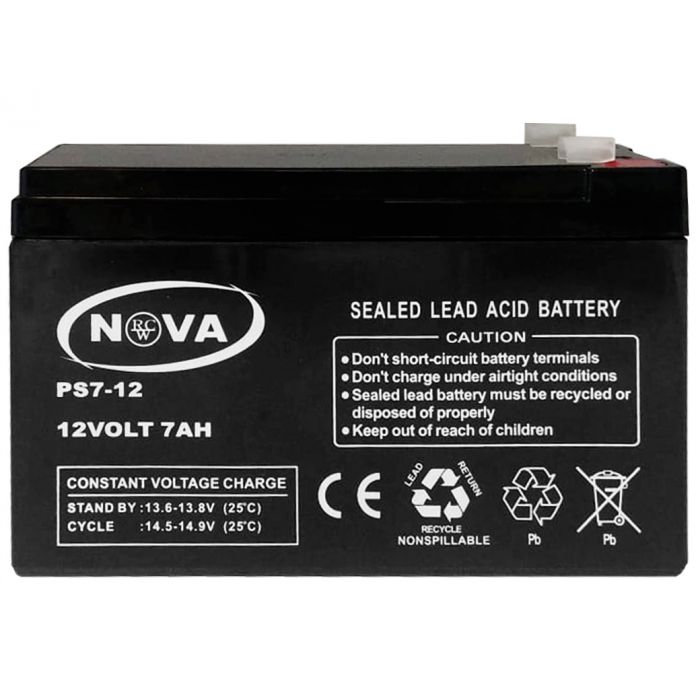 NOVA
RCW
PS7-12
12VOLT 7AH
CONSTANT VOLTAGE CHARGE
STAND BY :13.6-13.8V (25℃)
CYCLE :14.5-14.9V (25℃)
SEALED LEAD ACID BATTERY
CAUTION
● Don't short-circuit battery terminals
● Don't charge under airtight conditions
● Sealed lead battery must be recycled or
disposed of properly
● Keep out of reach of children
CE
LEAD
RETURN
RECYCLE
NONSPILLABLE
Pb
Pb